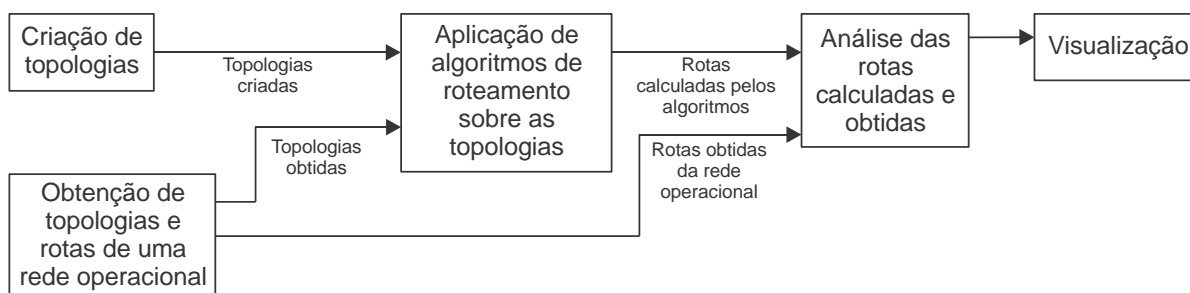 Criação de
topologias
Topologias
criadas
Aplicação de
algoritmos de
roteamento
sobre as
topologias
Rotas
calculadas pelos
algoritmos
Análise das
rotas
calculadas e
obtidas
Visualização
Topologias
obtidas
Rotas obtidas
da rede
operacional
Obtenção de
topologias e
rotas de uma
rede operacional